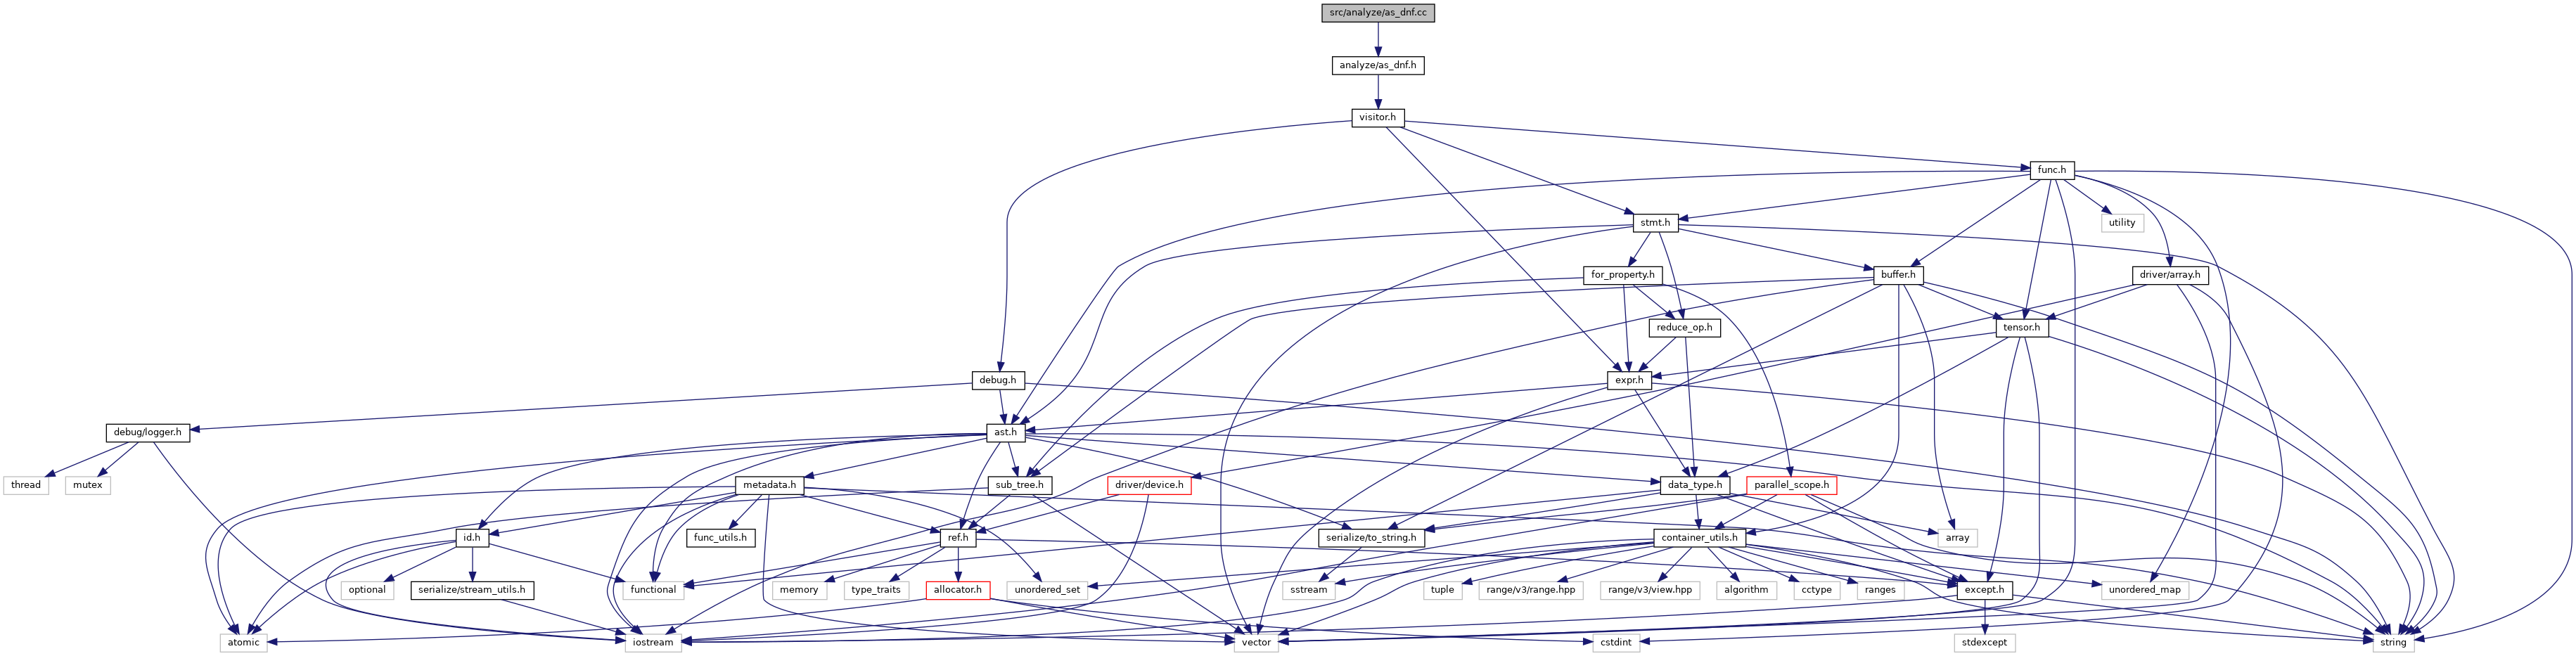 src/analyze/as_dnf.cc
analyze/as_dnf.h
visitor.h
func.h
stmt.h
utility
for_property.h
buffer.h
driver/array.h
reduce_op.h
tensor.h
debug.h
expr.h
debug/logger.h
ast.h
thread
mutex
metadata.h
sub_tree.h
driver/device.h
data_type.h
parallel_scope.h
func_utils.h
id.h
ref.h
serialize/to_string.h
container_utils.h
array
optional
serialize/stream_utils.h
functional
memory
type_traits
allocator.h
unordered_set
sstream
tuple
range/v3/range.hpp
range/v3/view.hpp
algorithm
cctype
ranges
except.h
unordered_map
atomic
iostream
vector
cstdint
stdexcept
string